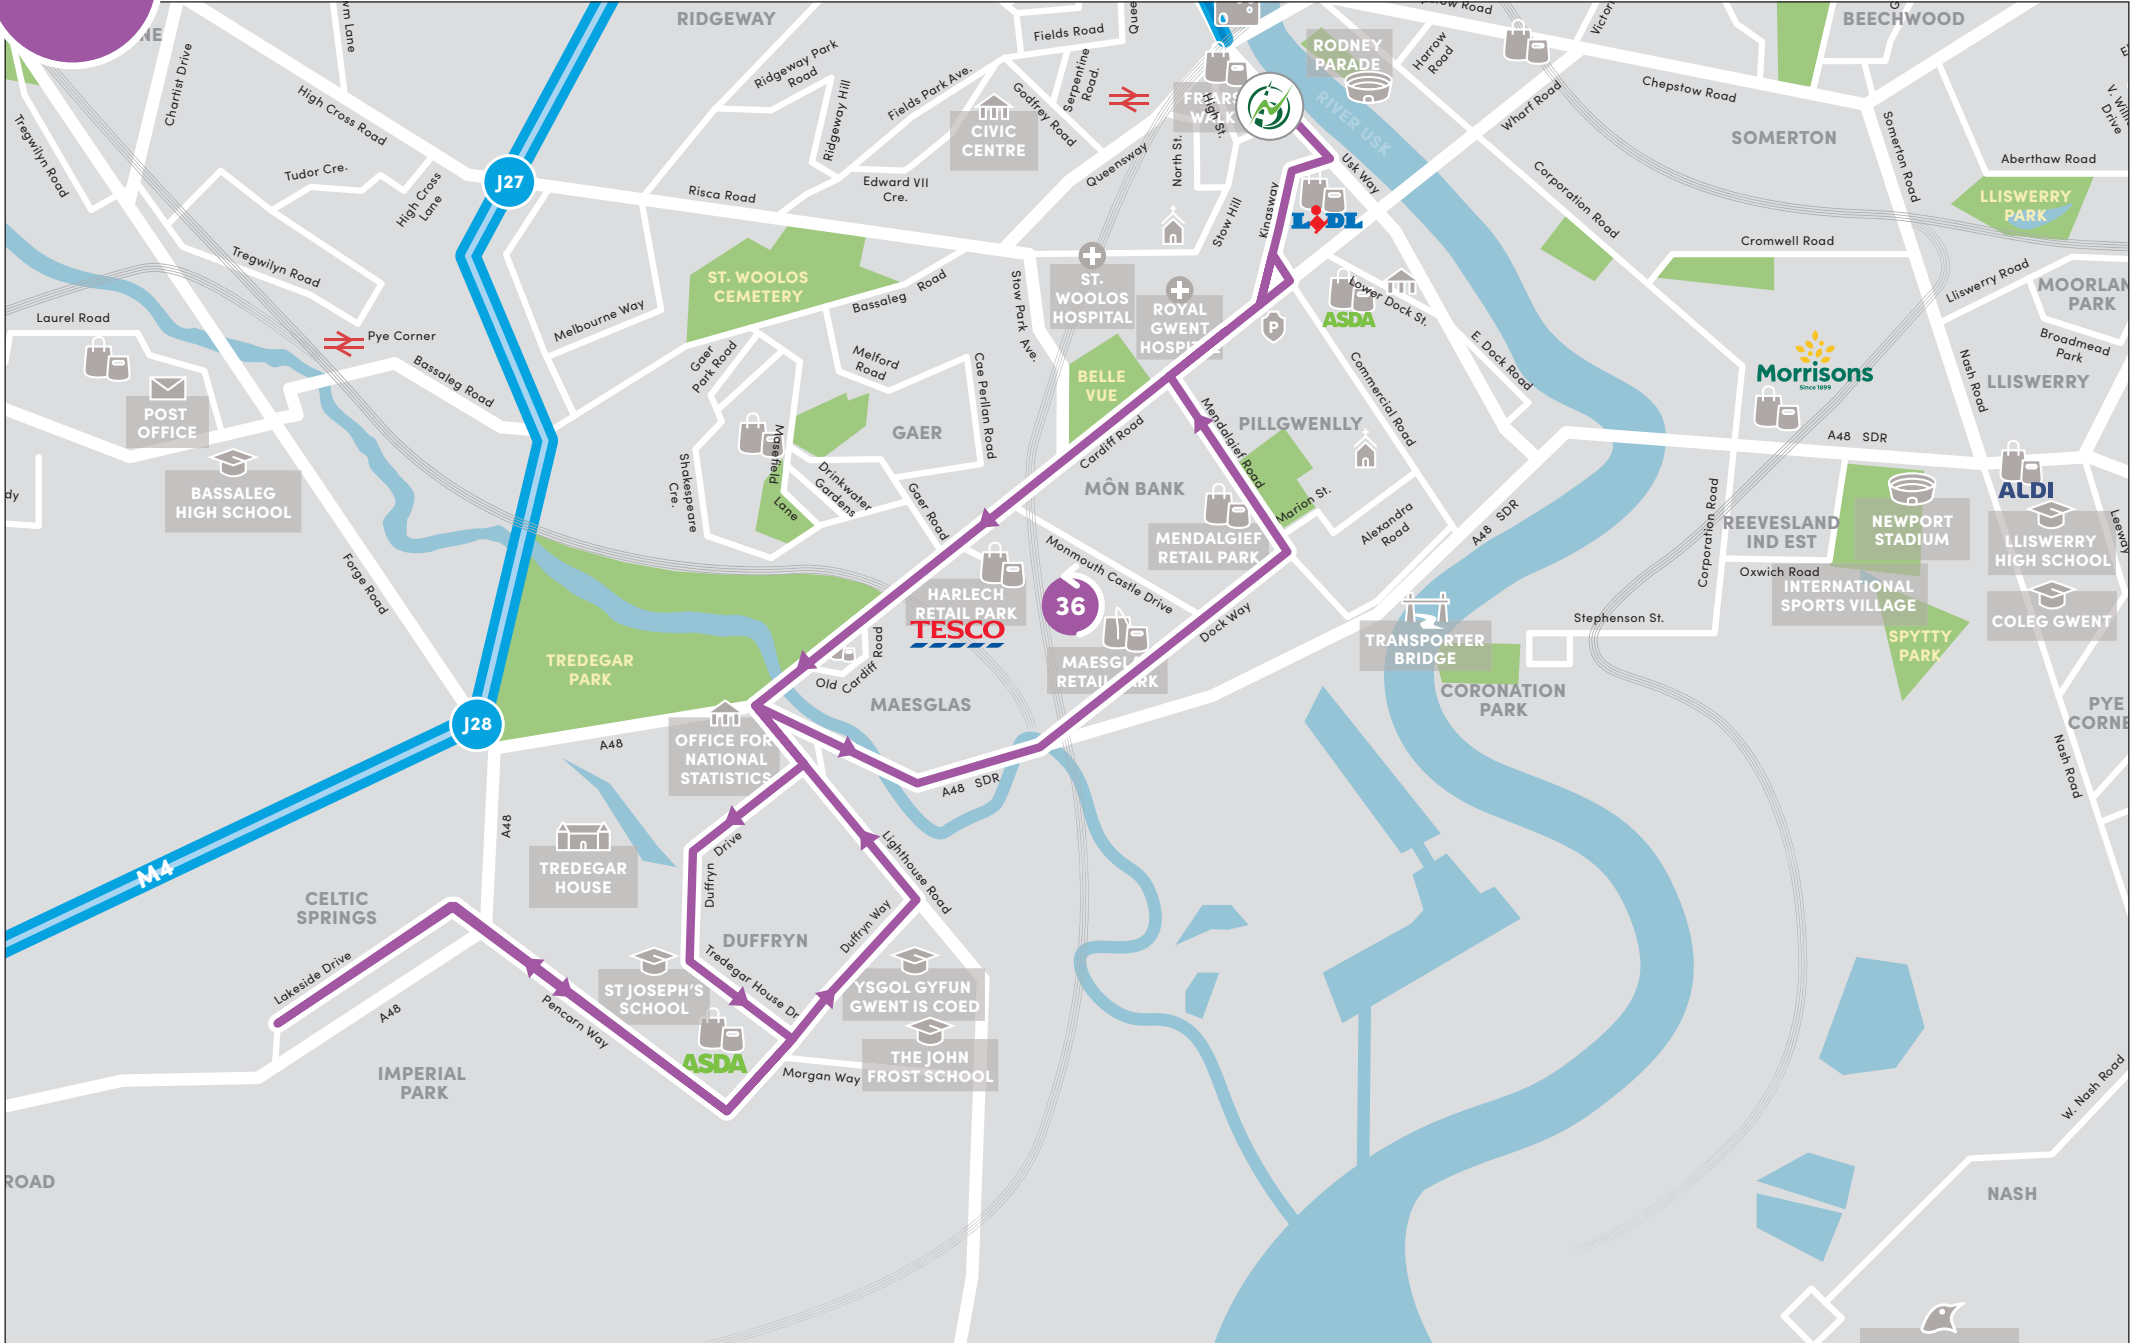 RIDGEWAY
BEECHWOOD
Chartist Drive
High Cross Road
Ridgeway Park
Road
Ridgeway Hill
Fields Road
Fields Park Ave.
Serpentine
Road.
Godfrey Road
CIVIC
CENTRE
RODNEY
PARADE
RIVER USK
Harrow
Road
Wharf Road
Chepstow Road
SOMERTON
Somerton Road
Aberthaw Road
LLISWERRY
PARK
Tregwilyn Road
Tudor Cre.
High Cross
Lane
J27
Risca Road
Edward VII
Cre.
Queensway
North St.
High St.
Stow Hill
Usk Way
LIDL
Corporation Road
Cromwell Road
Lliswerry Road
Tregwilyn Road
ST. WOOLOS
CEMETERY
Bassaleg Road
Stow Park Ave.
ST.
WOOLOS
HOSPITAL
ROYAL
GWENT
P
ASDA
Lower Dock St.
E. Dock Road
PARK
Broadmead
Park
Laurel Road
Pye Corner
Melbourne Way
Bassaleg Road
Gaer
Park Road
Melford
Road
Cae Perllan Road
BELLE
VUE
Commercial Road
Morrisons
Since 1899
LLISWERRY
Nash Road
POST
OFFICE
GAER
Masefield
Lane
Mendalgief Road
PILLGWENLLY
Cardiff Road
A48 SDR
BASSALEG
HIGH SCHOOL
Shakespeare
Cre.
Drinkwater
Gardens
Gaer Road
MÔN BANK
MENDALGIEF
RETAIL PARK
Marion St.
Alexandra
Road
A48 SDR
Corporation Road
REEVESLAND
IND EST
NEWPORT
STADIUM
ALDI
LLISWERRY
HIGH SCHOOL
Leeway
Forge Road
Monmouth Castle Drive
HARLECH
RETAIL PARK
TESCO
36
Dock Way
Oxwich Road
INTERNATIONAL
SPORTS VILLAGE
COLEG GWENT
Stephenson St.
TRANSPORTER
BRIDGE
SPYTTY
PARK
TREDEGAR
PARK
Old Cardiff Road
MAESGLAS
RETAIL PARK
MAESGLAS
CORONATION
PARK
PYE
J28
A48
OFFICE FOR
NATIONAL
STATISTICS
A48 SDR
Nash Road
A48
M4
TREDEGAR
HOUSE
Duffryn
Drive
Lighthouse Road
CELTIC
SPRINGS
DUFFRYN
Duffryn Way
Lakeside Drive
A48
Pencarn Way
Tredegar House Dr
ST JOSEPH'S
SCHOOL
YSGOL GYFUN
GWENT IS COED
ASDA
THE JOHN
FROST SCHOOL
Morgan Way
IMPERIAL
PARK
W. Nash Road
ROAD
NASH